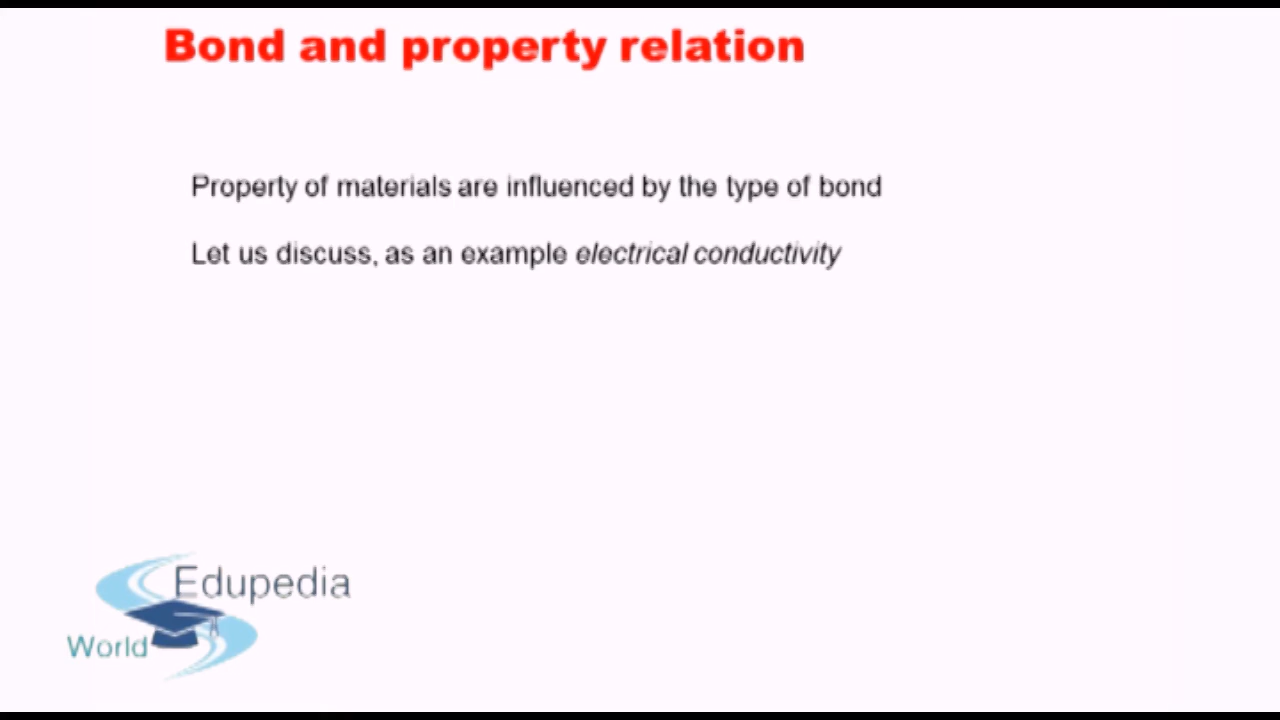 Bond and property relation
Property of materials are influenced by the type of bond
Let us discuss, as an example electrical conductivity
Edupedia
World